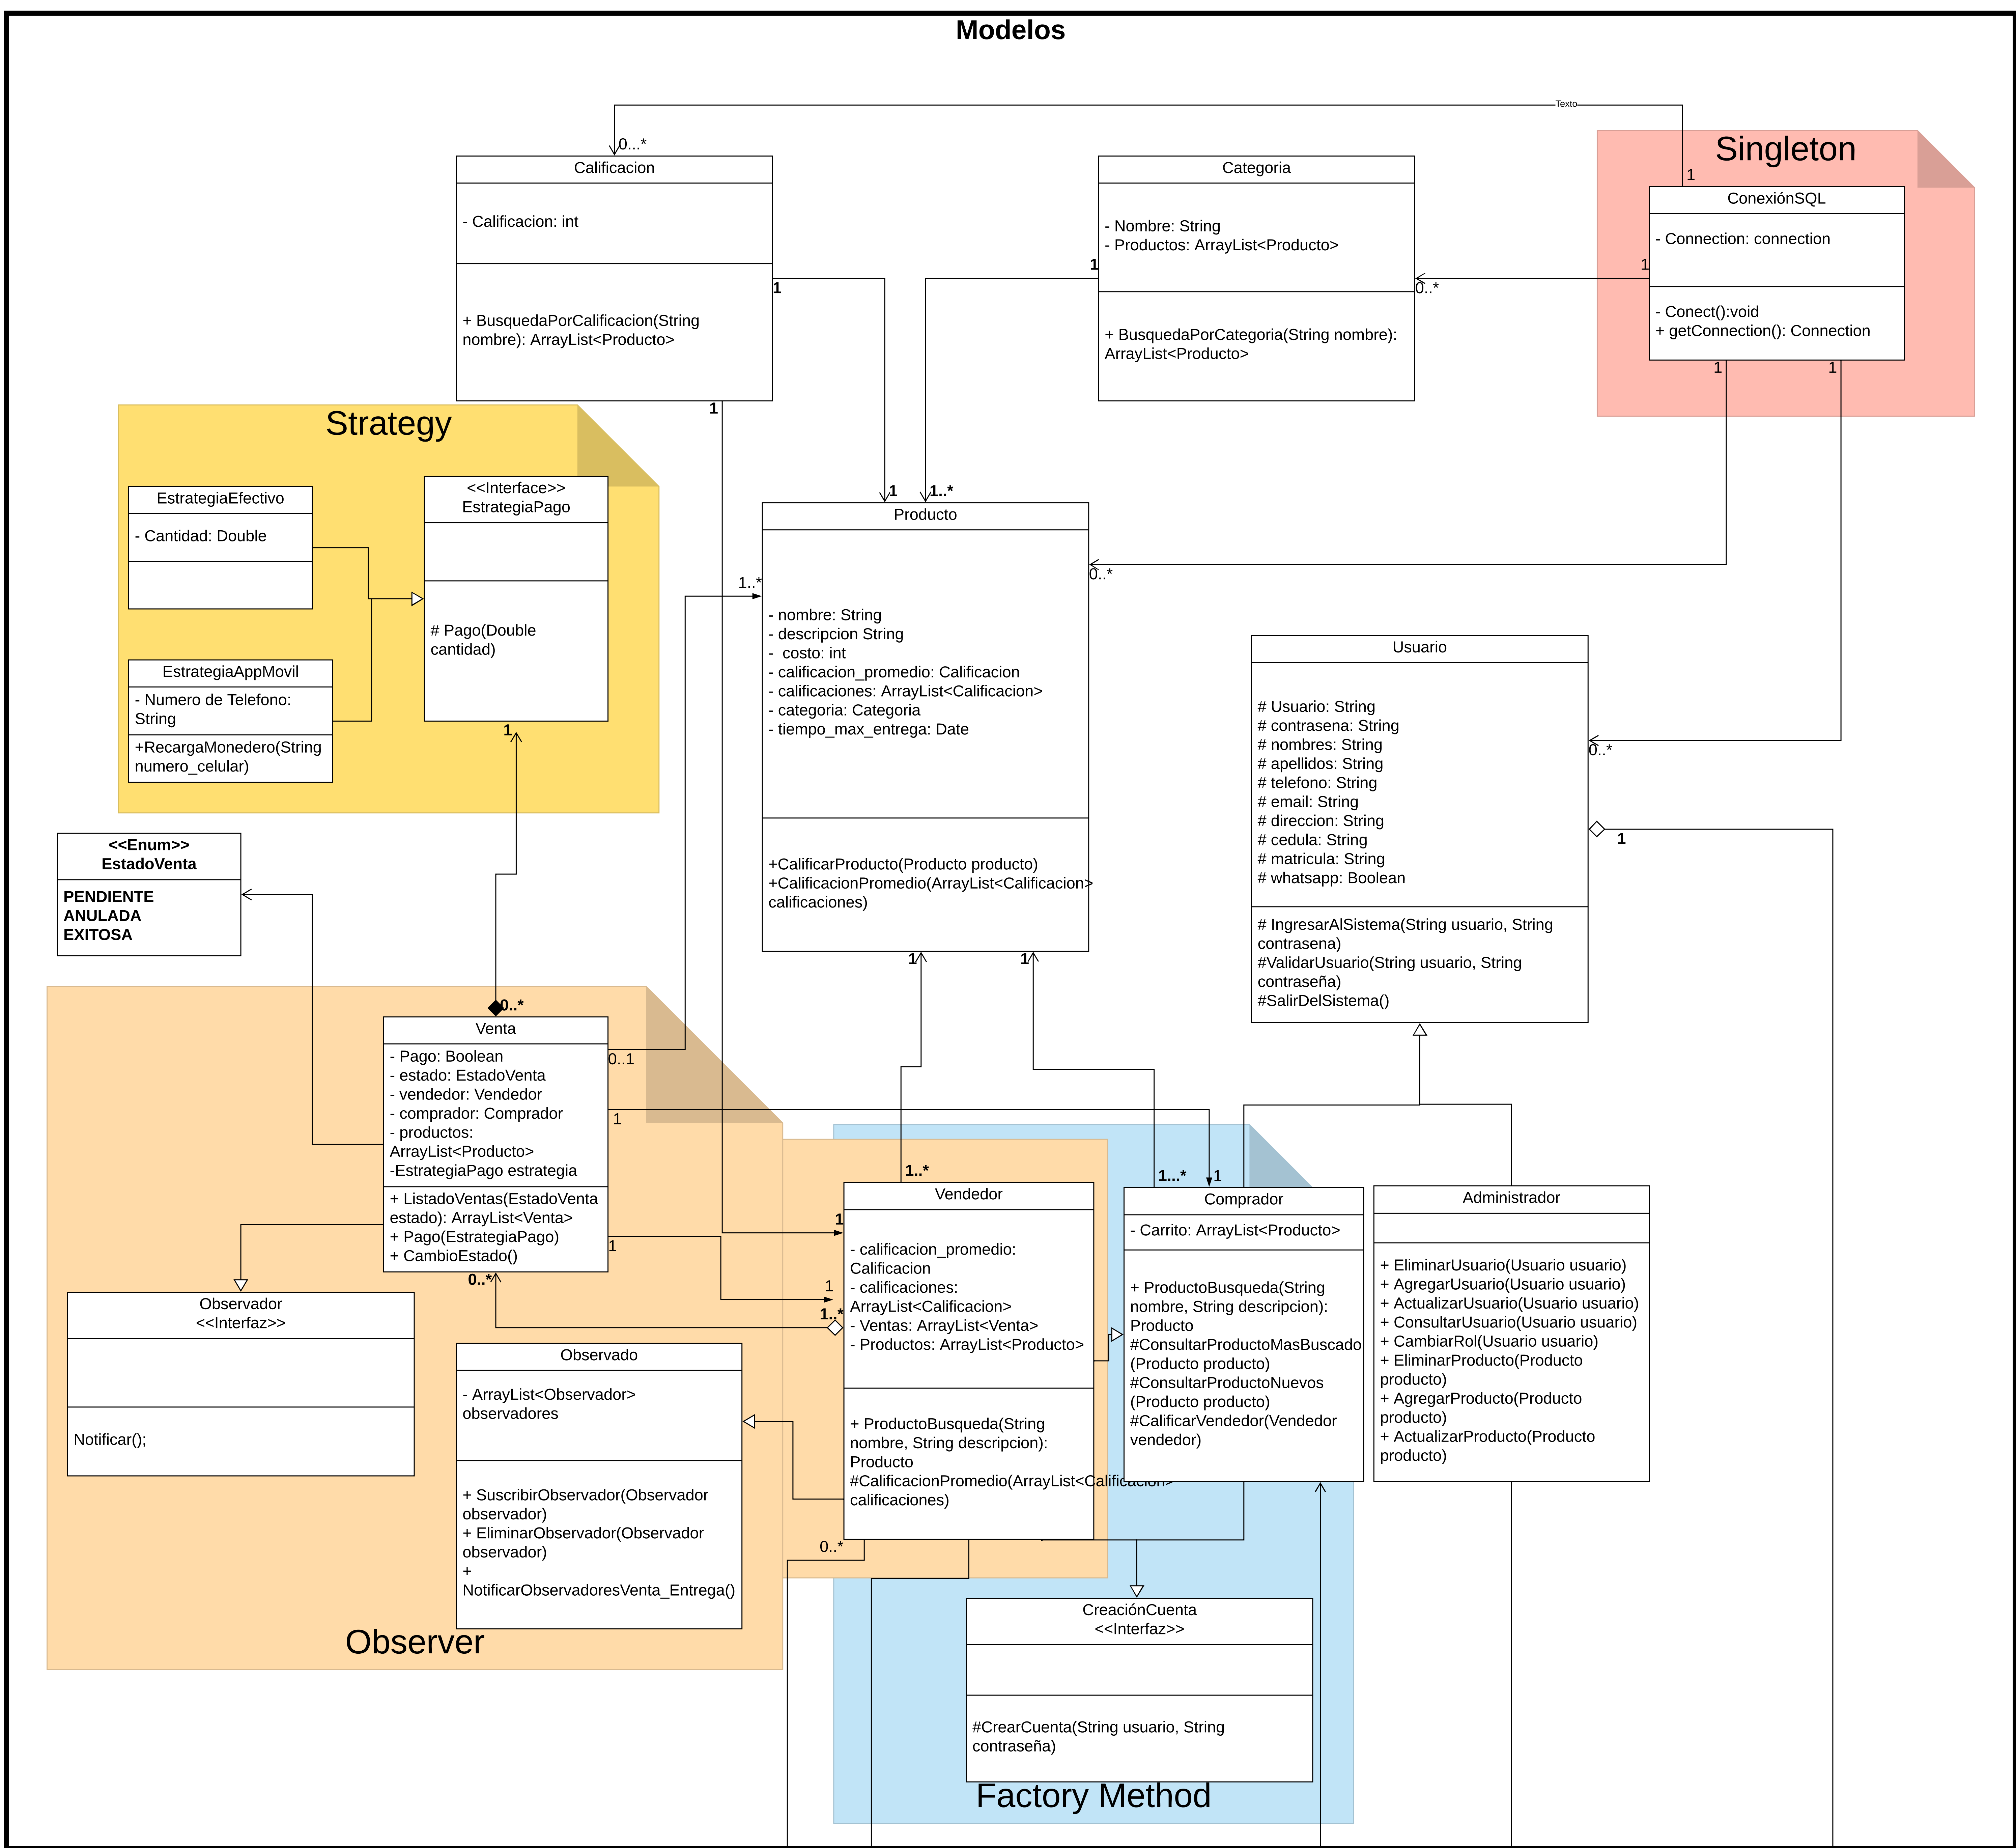 Modelos
Texto
0...*
1
Singleton
Calificacion
- Calificacion: int
+ BusquedaPorCalificacion(String
nombre): ArrayList<Producto>
1
1
Categoria
- Nombre: String
- Productos: ArrayList<Producto>
+ BusquedaPorCategoria(String nombre):
ArrayList<Producto>
1
0..*
1
ConexiónSQL
- Connection: connection
- Conect():void
+ getConnection(): Connection
1
1
Strategy
EstrategiaEfectivo
- Cantidad: Double
<<Interface>>
EstrategiaPago
# Pago(Double
cantidad)
1
EstrategiaAppMovil
- Numero de Telefono:
String
+RecargaMonedero(String
numero_celular)
1
1..*
1..*
0..*
Producto
- nombre: String
- descripcion String
-  costo: int
- calificacion_promedio: Calificacion
- calificaciones: ArrayList<Calificacion>
- categoria: Categoria
- tiempo_max_entrega: Date
+CalificarProducto(Producto producto)
+CalificacionPromedio(ArrayList<Calificacion>
calificaciones)
1
1
Usuario
# Usuario: String
# contrasena: String
# nombres: String
# apellidos: String
# telefono: String
# email: String
# direccion: String
# cedula: String
# matricula: String
# whatsapp: Boolean
# IngresarAlSistema(String usuario, String
contrasena)
#ValidarUsuario(String usuario, String
contraseña)
#SalirDelSistema()
0..*
1
<<Enum>>
EstadoVenta
PENDIENTE
ANULADA
EXITOSA
0..*
Venta
- Pago: Boolean
- estado: EstadoVenta
- vendedor: Vendedor
- comprador: Comprador
- productos:
ArrayList<Producto>
-EstrategiaPago estrategia
+ ListadoVentas(EstadoVenta
estado): ArrayList<Venta>
+ Pago(EstrategiaPago)
+ CambioEstado()
0..1
1
1
0..*
Observador
<<Interfaz>>
Notificar();
Observado
- ArrayList<Observador>
observadores
+ SuscribirObservador(Observador
observador)
+ EliminarObservador(Observador
observador)
+
NotificarObservadoresVenta_Entrega()
Observer
1..*
1
1
1..*
Vendedor
- calificacion_promedio:
Calificacion
- calificaciones:
ArrayList<Calificacion>
- Ventas: ArrayList<Venta>
- Productos: ArrayList<Producto>
+ ProductoBusqueda(String
nombre, String descripcion):
Producto
#CalificacionPromedio(ArrayList<Calificacion>
calificaciones)
0..*
1...*
1
Comprador
- Carrito: ArrayList<Producto>
+ ProductoBusqueda(String
nombre, String descripcion):
Producto
#ConsultarProductoMasBuscado
(Producto producto)
#ConsultarProductoNuevos
(Producto producto)
#CalificarVendedor(Vendedor
vendedor)
Administrador
+ EliminarUsuario(Usuario usuario)
+ AgregarUsuario(Usuario usuario)
+ ActualizarUsuario(Usuario usuario)
+ ConsultarUsuario(Usuario usuario)
+ CambiarRol(Usuario usuario)
+ EliminarProducto(Producto
producto)
+ AgregarProducto(Producto
producto)
+ ActualizarProducto(Producto
producto)
CreaciónCuenta
<<Interfaz>>
#CrearCuenta(String usuario, String
contraseña)
Factory Method